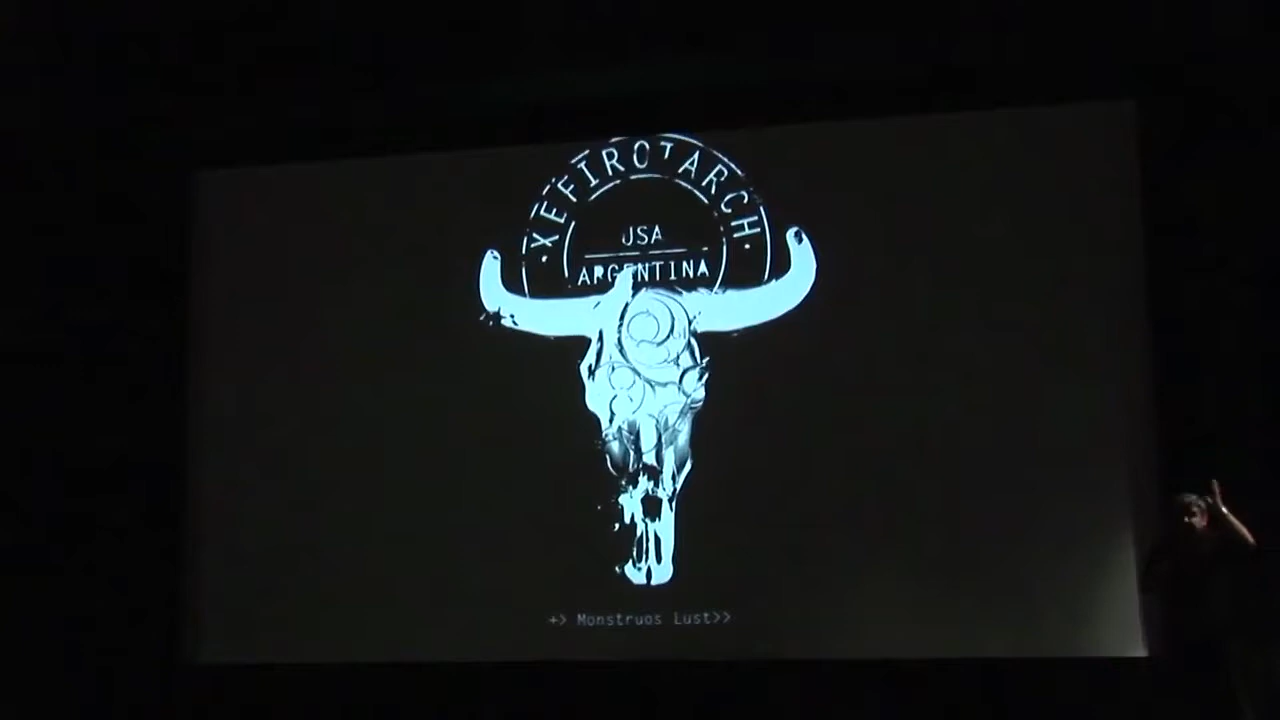 · XEFIROTARCH ·
USA
ARGENTINA
+> Monstruos Lust>>